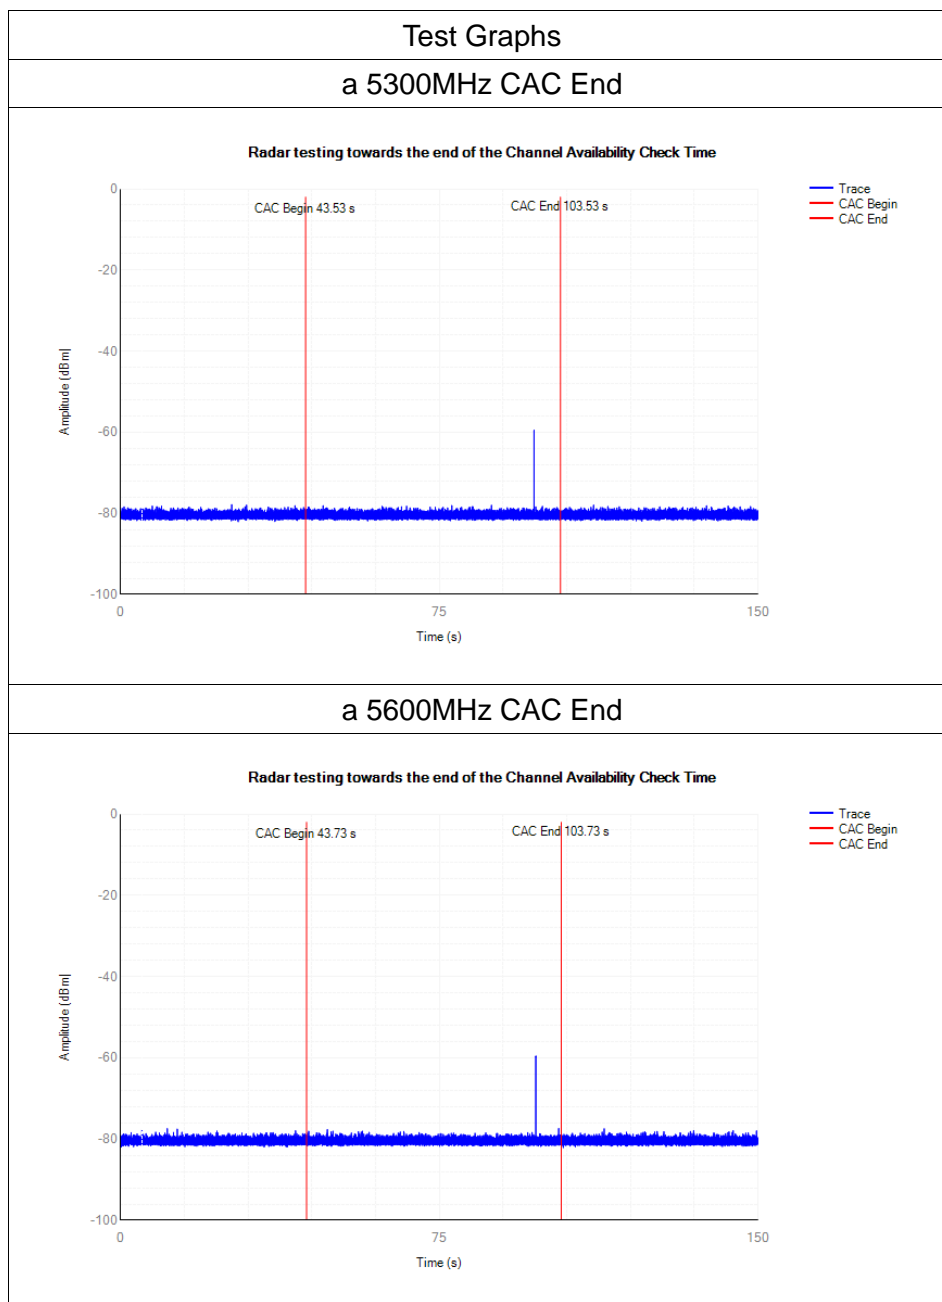 Test Graphs
a 5300MHz CAC End
Radar testing towards the end of the Channel Availability Check Time
Trace
CAC Begin
CAC End
CAC Begin 43.53 s
CAC End 103.53 s
Amplitude [dBm]
0
-20
-40
-60
-80
-100
0
75
150
Time (s)
a 5600MHz CAC End
Radar testing towards the end of the Channel Availability Check Time
Trace
CAC Begin
CAC End
CAC Begin 43.73 s
CAC End 103.73 s
Amplitude [dBm]
0
-20
-40
-60
-80
-100
0
75
150
Time (s)